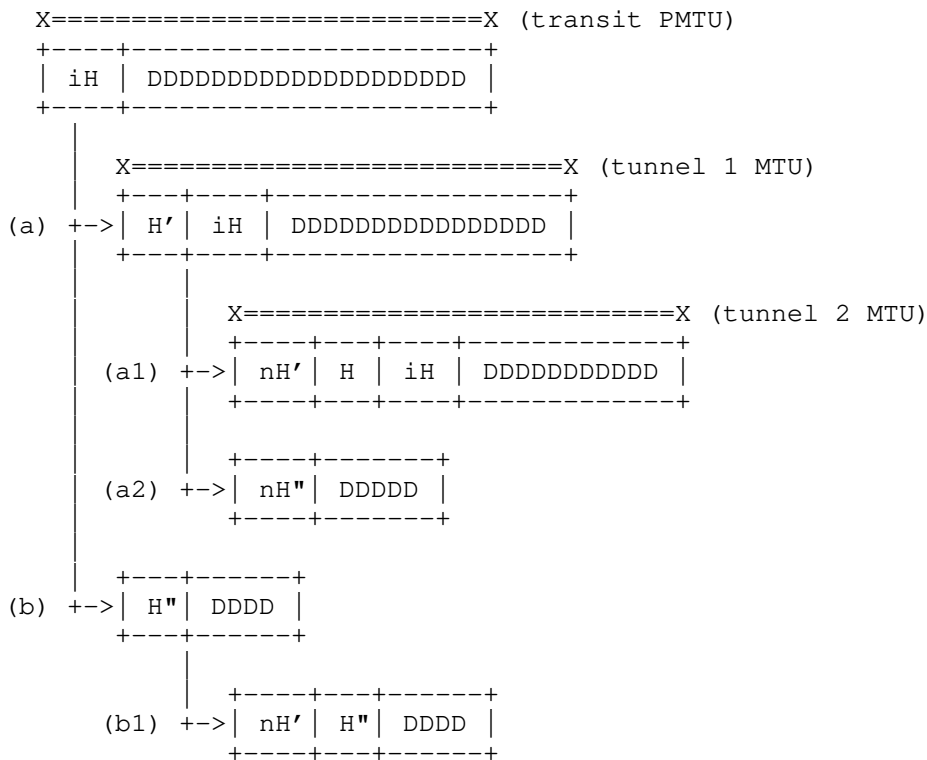 X===========================X (transit PMTU)
+----+----------------------+
| iH | DDDDDDDDDDDDDDDDDDDD |
+----+----------------------+
|
| X===========================X (tunnel 1 MTU)
| +---+----+------------------+
(a) +->| H'| iH | DDDDDDDDDDDDDDDD |
| +---+----+------------------+
| |
| | X===========================X (tunnel 2 MTU)
| | +----+---+----+-------------+
| (a1) +->| nH'| H | iH | DDDDDDDDDDD |
| | +----+---+----+-------------+
| |
| | +----+-------+
| (a2) +->| nH"| DDDDD |
| +----+-------+
|
| +---+------+
(b) +->| H"| DDDD |
+---+------+
|
| +----+---+------+
(b1) +->| nH'| H"| DDDD |
+----+---+------+